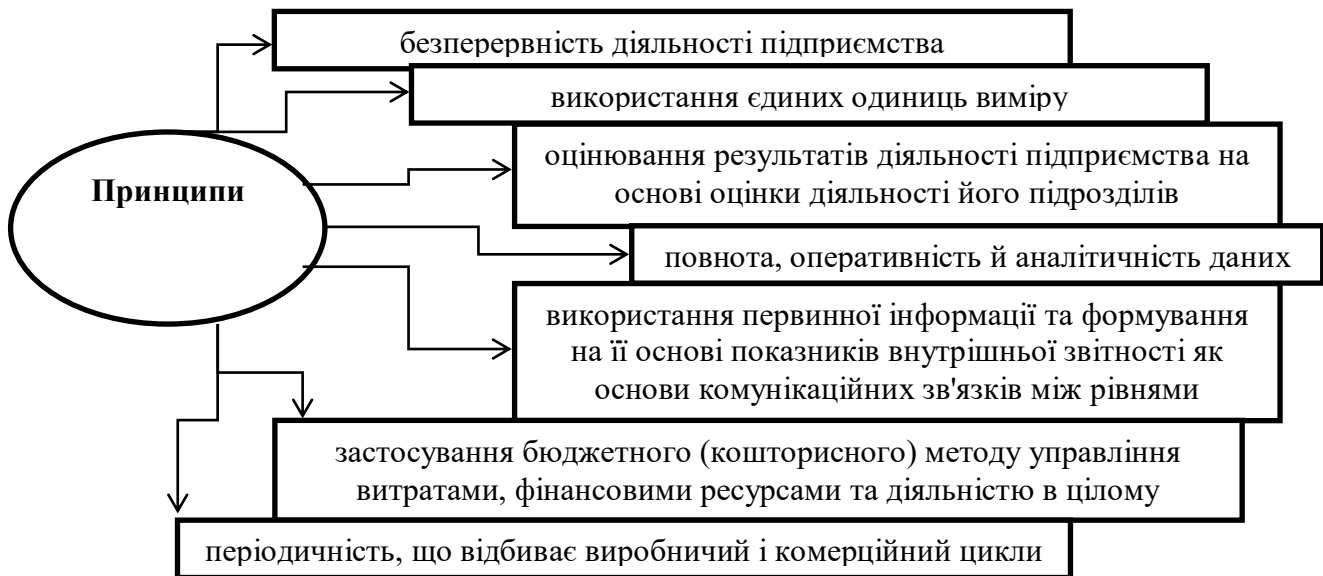 безперервність діяльності підприємства
використання єдиних одиниць виміру
оцінювання результатів діяльності підприємства на
основі оцінки діяльності його підрозділів
Принципи
повнота, оперативність й аналітичність даних
використання первинної інформації та формування
на її основі показників внутрішньої звітності як
основи комунікаційних зв'язків між рівнями
застосування бюджетного (кошторисного) методу управління
витратами, фінансовими ресурсами та діяльністю в цілому
періодичність, що відбиває виробничий і комерційний цикли